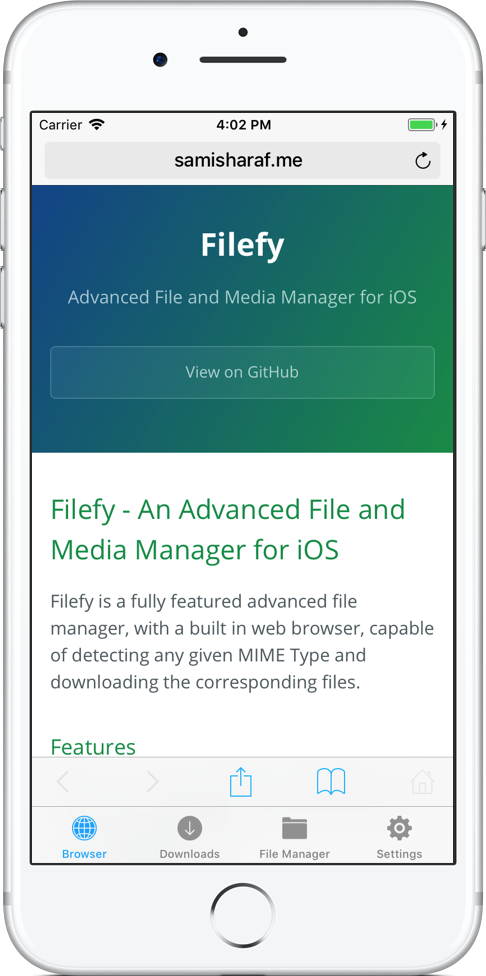 Carrier 4:02 PM
samisharaf.me
Filefy
Advanced File and Media Manager for iOS
View on GitHub
Filefy - An Advanced File and
Media Manager for iOS
Filefy is a fully featured advanced file
manager, with a built in web browser, capable
of detecting any given MIME Type and
downloading the corresponding files.
Features
Browser Downloads File Manager Settings